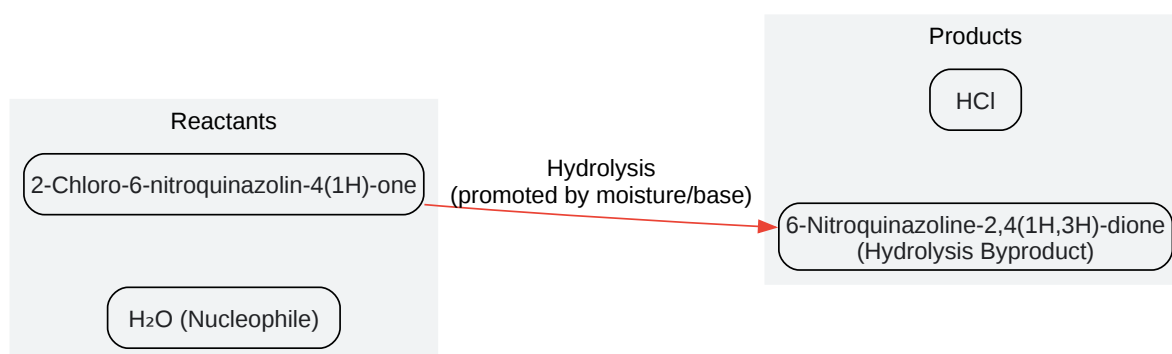 Reactants
2-Chloro-6-nitroquinazolin-4(1H)-one
H₂O (Nucleophile)
Hydrolysis
(promoted by moisture/base)
Products
HCl
6-Nitroquinazoline-2,4(1H,3H)-dione
(Hydrolysis Byproduct)